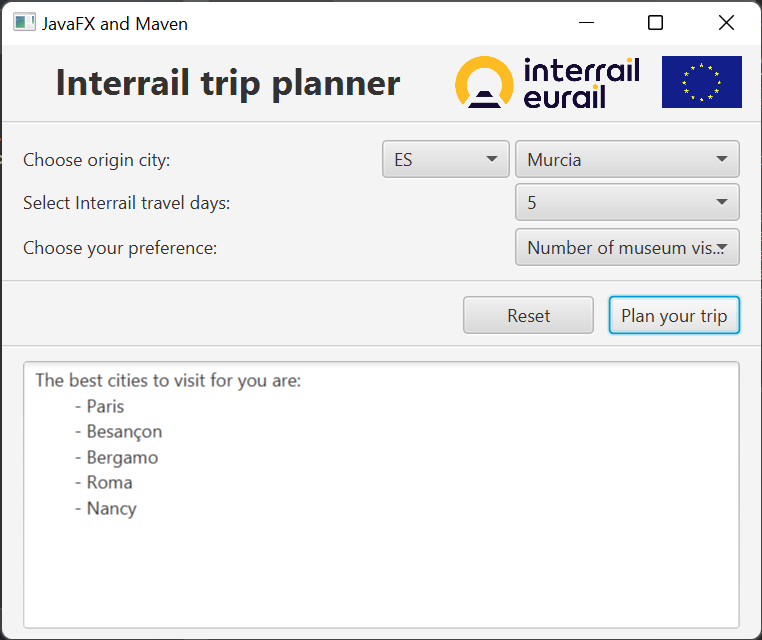 JavaFX and Maven
Interrail trip planner
interrail
eurail
Choose origin city:
ES
Murcia
Select Interrail travel days:
5
Choose your preference:
Number of museum vis...
Reset
Plan your trip
The best cities to visit for you are:
- Paris
- Besançon
- Bergamo
- Roma
- Nancy